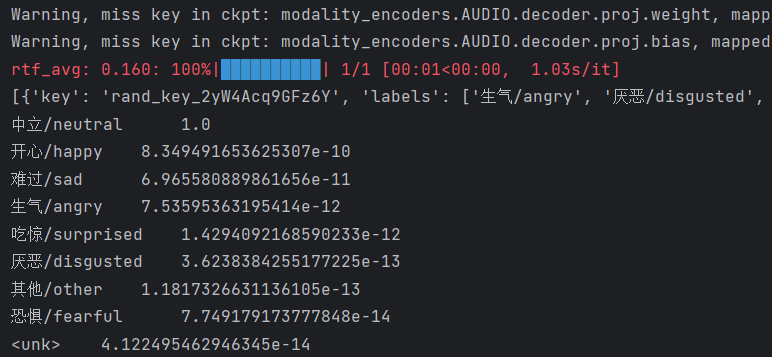 Warning, miss key in ckpt: modality_encoders.AUDIO.decoder.proj.weight, mapp
Warning, miss key in ckpt: modality_encoders.AUDIO.decoder.proj.bias, mapped
rtf_avg: 0.160: 100%|██████████| 1/1 [00:01<00:00,  1.03s/it]
[{'key': 'rand_key_2yW4Acq9GFz6Y', 'labels': ['生气/angry', '厌恶/disgusted',
中立/neutral 1.0
开心/happy 8.349491653625307e-10
难过/sad 6.965580889861656e-11
生气/angry 7.53595363195414e-12
吃惊/surprised 1.4294092168590233e-12
厌恶/disgusted 3.6238384255177225e-13
其他/other 1.1817326631136105e-13
恐惧/fearful 7.749179173777848e-14
<unk> 4.122495462946345e-14